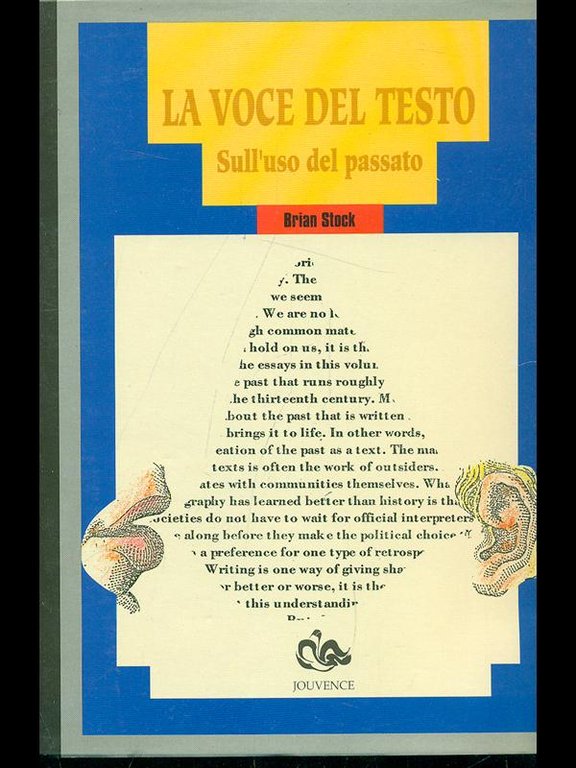 LA VOCE DEL TESTO
Sull'uso del passato
Brian Stock
y. The
we seem
. We are no
gh common mat
hold on us, it is th
he essays in this volu
e past that runs roughly
he thirteenth century. M
bout the past that is written
brings it to life. In other words,
eation of the past as a text. The ma
texts is often the work of outsiders.
ates with communities themselves. Wha
graphy has learned better than history is tha
ocieties do not have to wait for official interpreters
along before they make the political choice
a preference for one type of retrosp
Writing is one way of giving sha
or better or worse, it is the
this understandin
JOUVENCE